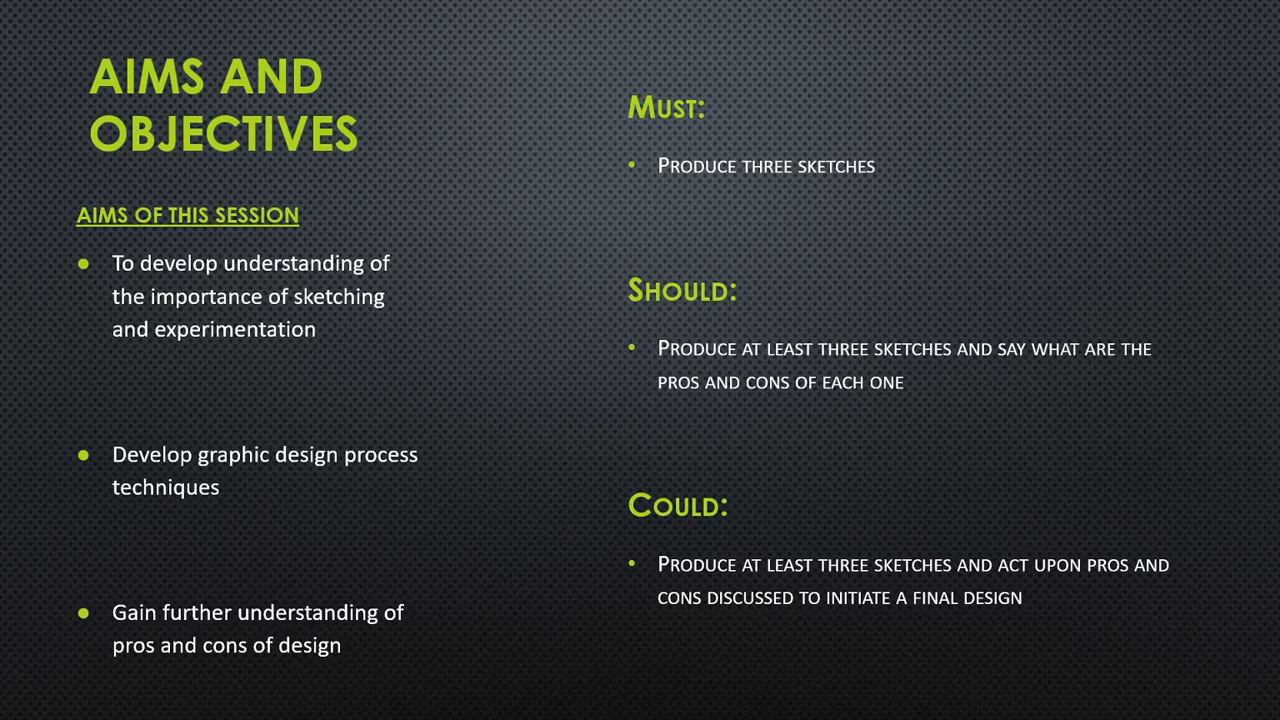 AIMS AND
OBJECTIVES
AIMS OF THIS SESSION
● To develop understanding of
the importance of sketching
and experimentation
● Develop graphic design process
techniques
● Gain further understanding of
pros and cons of design
Must:
• Produce three sketches
Should:
• Produce at least three sketches and say what are the
pros and cons of each one
Could:
• Produce at least three sketches and act upon pros and
cons discussed to initiate a final design